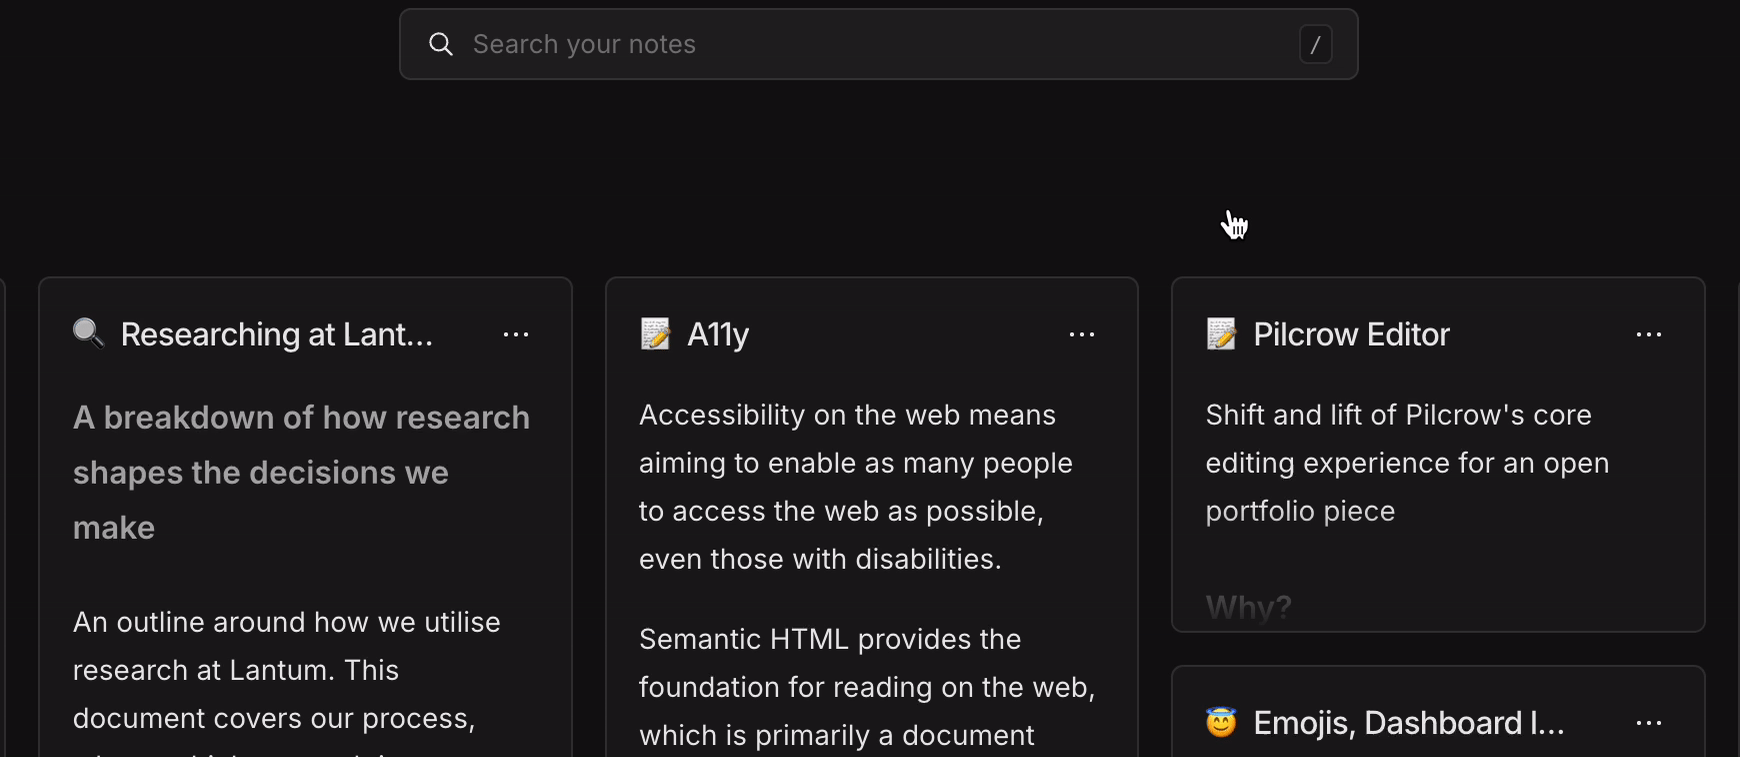 Search your notes
/
Researching at Lant...
A breakdown of how research
shapes the decisions we
make
An outline around how we utilise
research at Lantum. This
document covers our process,
A11y
Accessibility on the web means
aiming to enable as many people
to access the web as possible,
even those with disabilities.
Semantic HTML provides the
foundation for reading on the web,
which is primarily a document
Pilcrow Editor
Shift and lift of Pilcrow's core
editing experience for an open
portfolio piece
Why?
Emojis, Dashboard I...